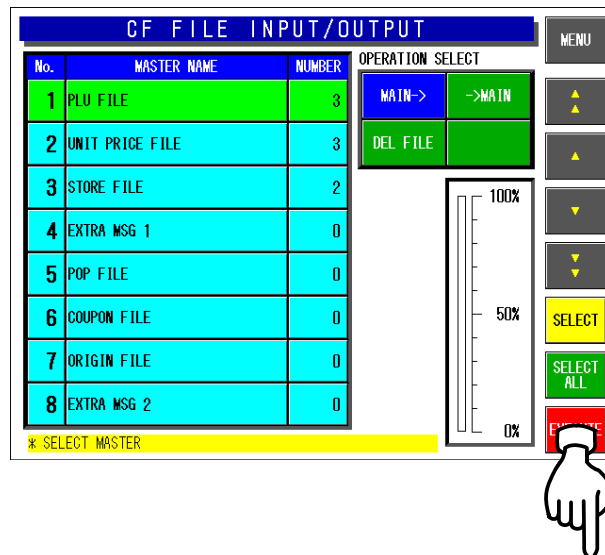 CF FILE INPUT/OUTPUT
MENU
No. MASTER NAME NUMBER
1 PLU FILE 3
2 UNIT PRICE FILE 3
3 STORE FILE 2
4 EXTRA MSG 1 0
5 POP FILE 0
6 COUPON FILE 0
7 ORIGIN FILE 0
8 EXTRA MSG 2 0
* SELECT MASTER
OPERATION SELECT
MAIN-> ->MAIN
DEL FILE
100%
50%
0%
SELECT
SELECT
ALL